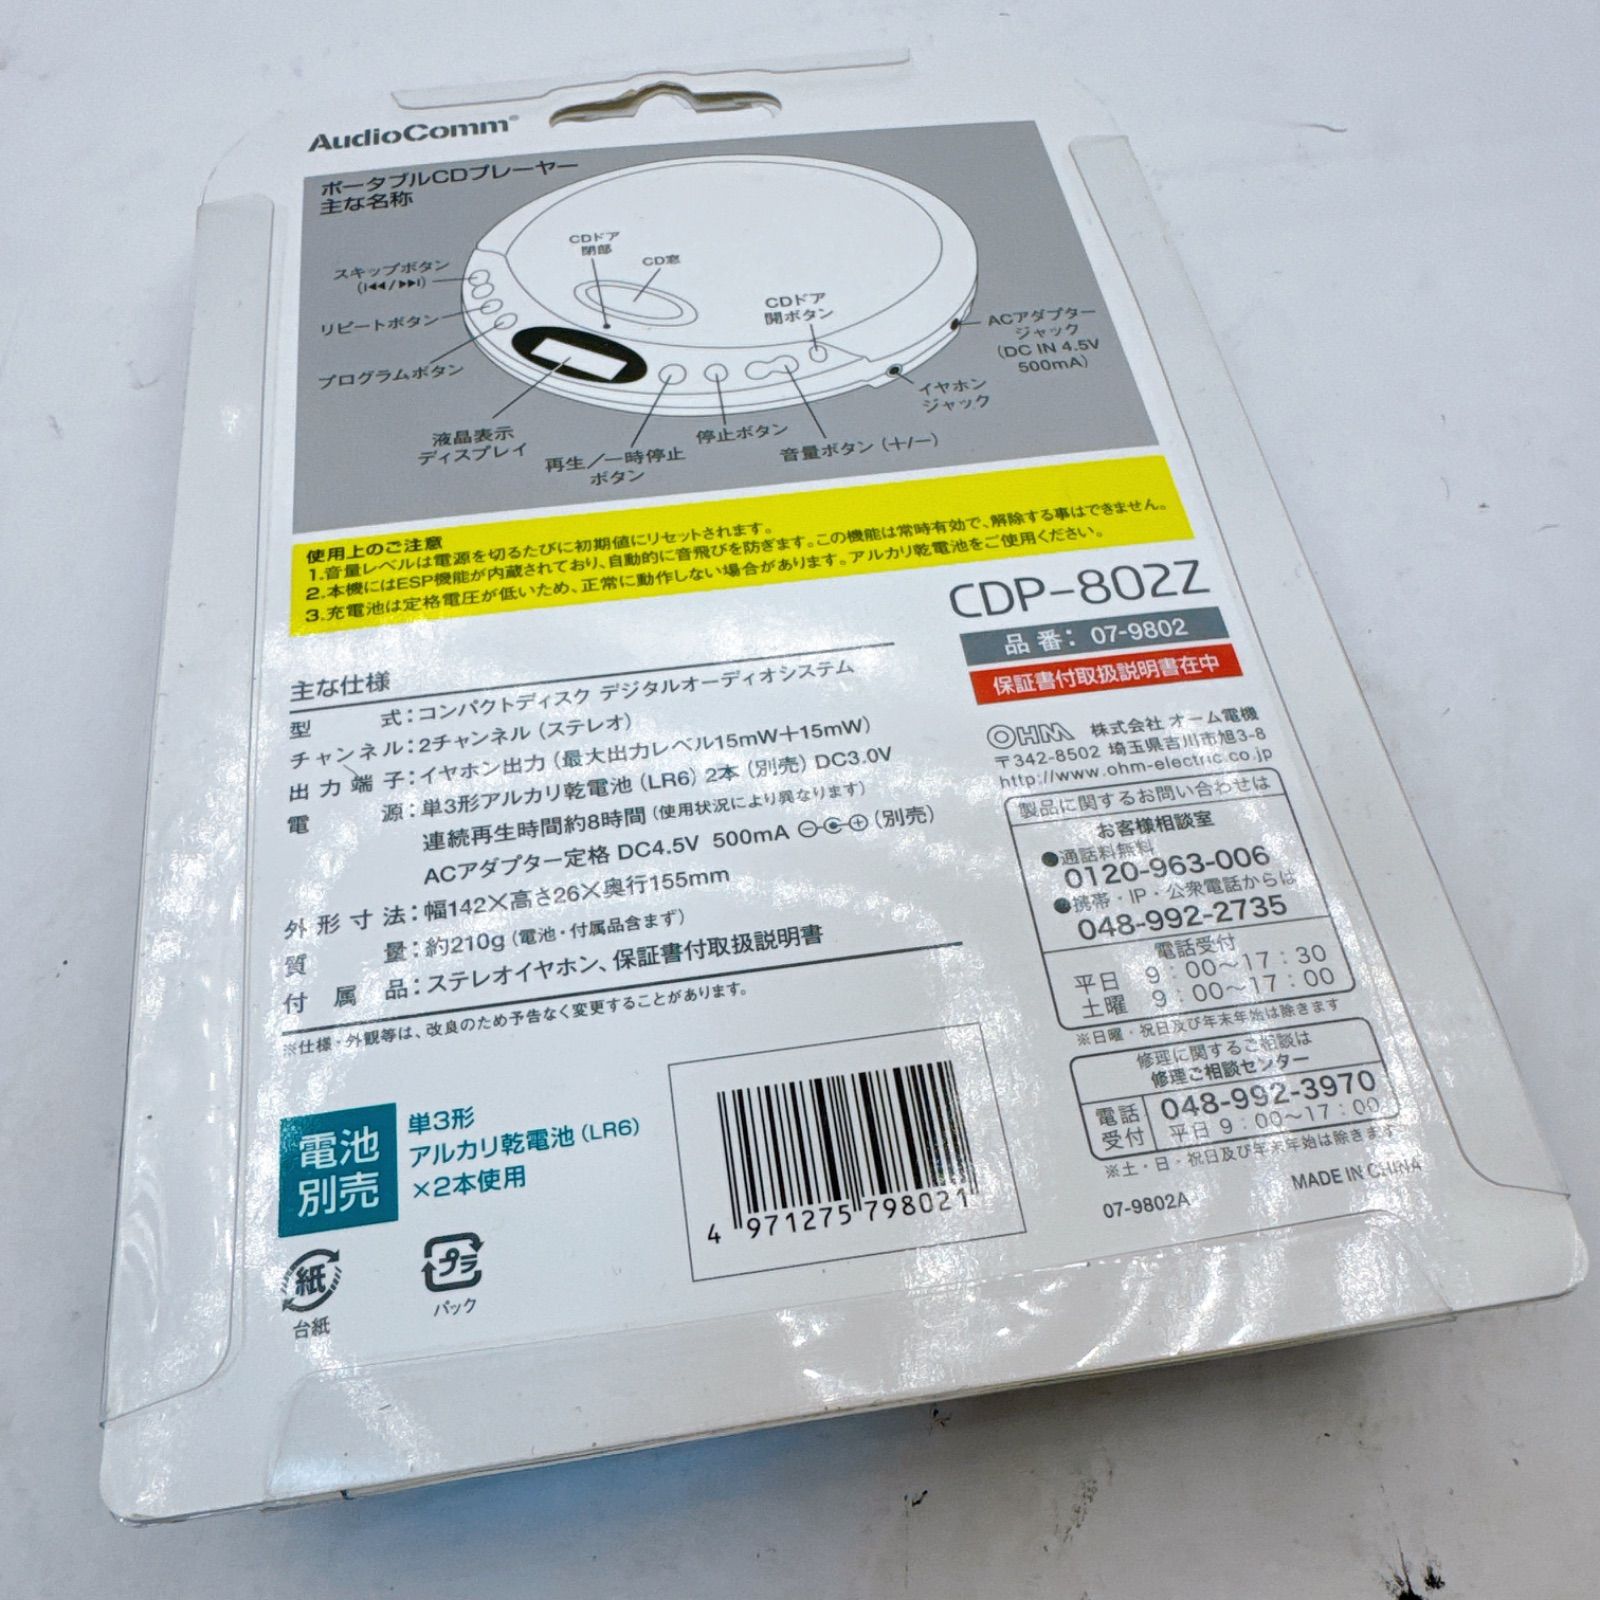 AudioComm®
ポータブルCDプレーヤー
主な名称
CDドア
閉部
CD窓
スキップボタン
(I◀◀/▶▶I)
リピートボタン
プログラムボタン
液晶表示
ディスプレイ
再生/一時停止
ボタン
停止ボタン
音量ボタン(+/−)
CDドア
開ボタン
ACアダプター
ジャック
(DC IN 4.5V
500mA)
イヤホン
ジャック
使用上のご注意
1.音量レベルは電源を切るたびに初期値にリセットされます。
2.本機にはESP機能が内蔵されており、自動的に音飛びを防ぎます。この機能は常時有効で、解除する事はできません。
3.充電池は定格電圧が低いため、正常に動作しない場合があります。アルカリ乾電池をご使用ください。
CDP-802Z
品番:07-9802
保証書付取扱説明書在中
主な仕様
型式:コンパクトディスク デジタルオーディオシステム
チャンネル:2チャンネル(ステレオ)
出力端子:イヤホン出力(最大出力レベル15mW+15mW)
電源:単3形アルカリ乾電池(LR6)2本(別売)DC3.0V
連続再生時間約8時間(使用状況により異なります)
ACアダプター定格 DC4.5V 500mA ⊖-⊕(別売)
外形寸法:幅142×高さ26×奥行155mm
質量:約210g(電池・付属品含まず)
付属品:ステレオイヤホン、保証書付取扱説明書
※仕様・外観等は、改良のため予告なく変更することがあります。
OHM 株式会社 オーム電機
〒342-8502 埼玉県吉川市旭3-8
http://www.ohm-electric.co.jp
製品に関するお問い合わせは
お客様相談室
●通話料無料
0120-963-006
●携帯・IP・公衆電話からは
048-992-2735
電話受付
平日 9:00〜17:30
土曜 9:00〜17:00
※日曜・祝日及び年末年始は除きます
修理に関するご相談は
修理ご相談センター
電話受付
048-992-3970
平日 9:00〜17:00
※土・日・祝日及び年末年始は除きます
07-9802A
MADE IN CHINA
電池
別売
単3形
アルカリ乾電池(LR6)
×2本使用
紙
台紙
プラ
パック
4 971275 798021